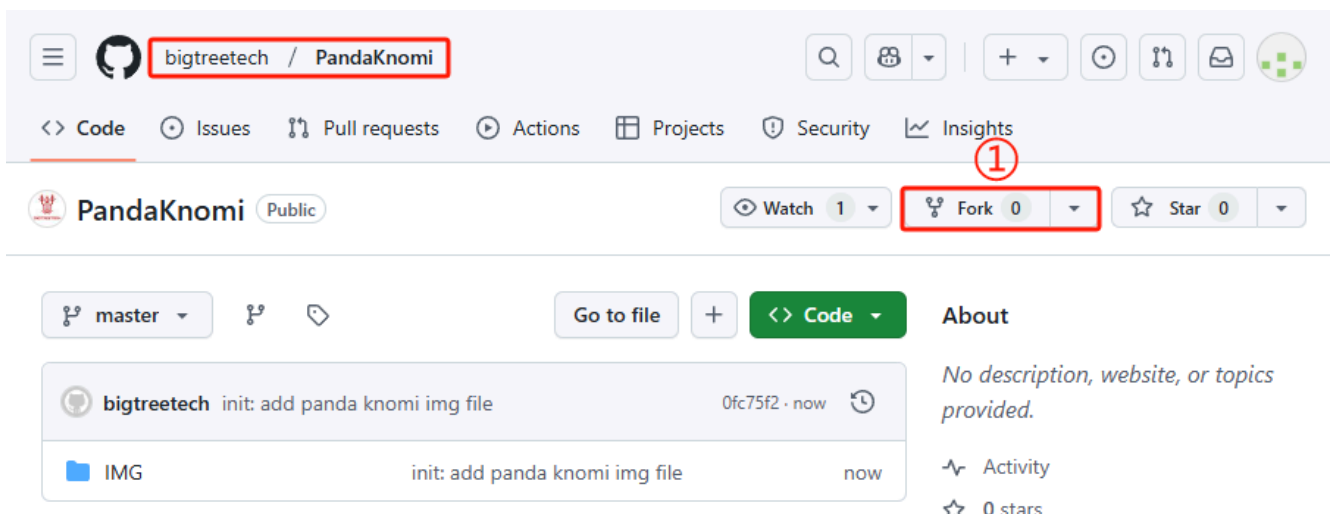 bigtreetech / PandaKnomi
Code Issues Pull requests Actions Projects Security Insights
①
PandaKnomi Public Watch 1 Fork 0 Star 0
master Go to file + Code About
No description, website, or topics
provided.
bigtreetech init: add panda knomi img file 0fc75f2 · now
IMG init: add panda knomi img file now
Activity
0 stars